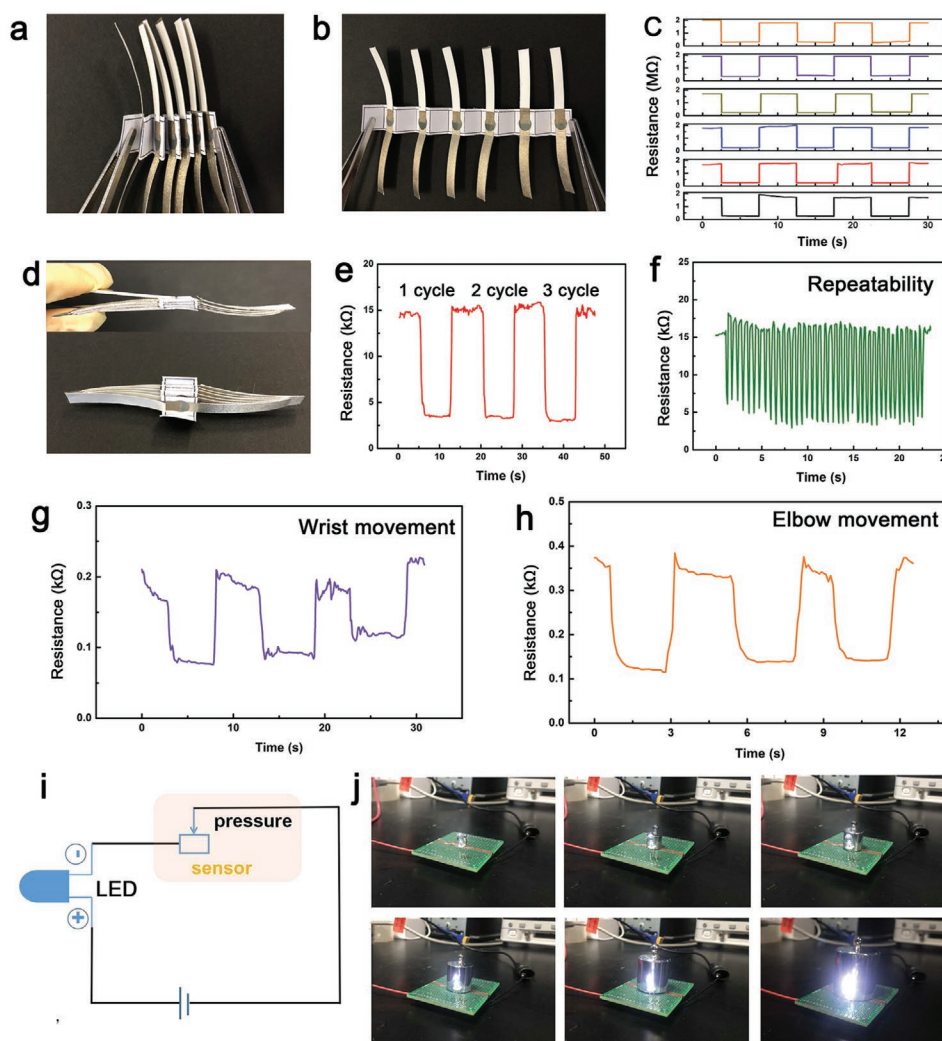 a
b
c
Resistance (MΩ)
2
1
0
2
1
0
2
1
0
2
1
0
2
1
0
2
1
0
0
10
20
30
Time (s)
d
e
20
15
10
5
0
1 cycle 2 cycle 3 cycle
Resistance (kΩ)
0 10 20 30 40 50
Time (s)
f
25
20
15
10
5
0
Repeatability
Resistance (kΩ)
0 5 10 15 20
Time (s)
g
0.3
0.2
0.1
0.0
Wrist movement
Resistance (kΩ)
0 10 20 30
Time (s)
h
0.5
0.4
0.3
0.2
0.1
0.0
Elbow movement
Resistance (kΩ)
0 3 6 9 12
Time (s)
i
pressure
sensor
-
LED
+
j